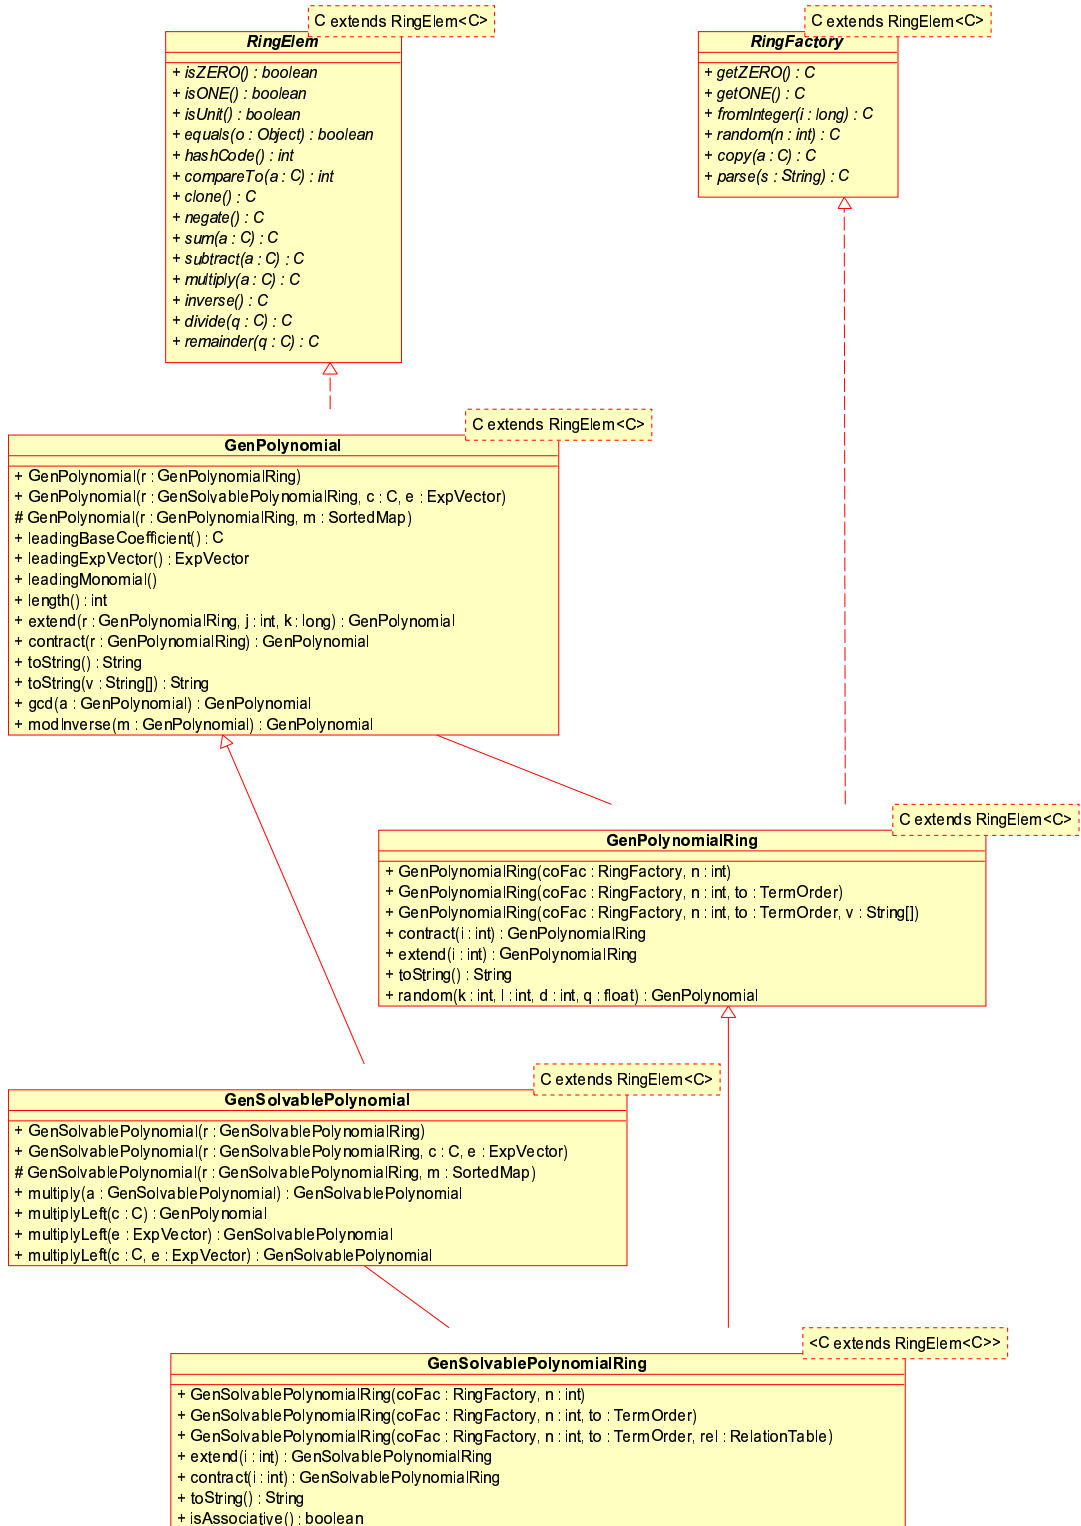 C extends RingElem<C>
RingElem
+ isZERO() : boolean
+ isONE() : boolean
+ isUnit() : boolean
+ equals(o : Object) : boolean
+ hashCode() : int
+ compareTo(a : C) : int
+ clone() : C
+ negate() : C
+ sum(a : C) : C
+ subtract(a : C) : C
+ multiply(a : C) : C
+ inverse() : C
+ divide(q : C) : C
+ remainder(q : C) : C
C extends RingElem<C>
RingFactory
+ getZERO() : C
+ getONE() : C
+ fromInteger(i : long) : C
+ random(n : int) : C
+ copy(a : C) : C
+ parse(s : String) : C
C extends RingElem<C>
GenPolynomial
+ GenPolynomial(r : GenPolynomialRing)
+ GenPolynomial(r : GenSolvablePolynomialRing, c : C, e : ExpVector)
# GenPolynomial(r : GenPolynomialRing, m : SortedMap)
+ leadingBaseCoefficient() : C
+ leadingExpVector() : ExpVector
+ leadingMonomial()
+ length() : int
+ extend(r : GenPolynomialRing, j : int, k : long) : GenPolynomial
+ contract(r : GenPolynomialRing) : GenPolynomial
+ toString() : String
+ toString(v : String[]) : String
+ gcd(a : GenPolynomial) : GenPolynomial
+ modInverse(m : GenPolynomial) : GenPolynomial
C extends RingElem<C>
GenPolynomialRing
+ GenPolynomialRing(coFac : RingFactory, n : int)
+ GenPolynomialRing(coFac : RingFactory, n : int, to : TermOrder)
+ GenPolynomialRing(coFac : RingFactory, n : int, to : TermOrder, v : String[])
+ contract(i : int) : GenPolynomialRing
+ extend(i : int) : GenPolynomialRing
+ toString() : String
+ random(k : int, l : int, d : int, q : float) : GenPolynomial
C extends RingElem<C>
GenSolvablePolynomial
+ GenSolvablePolynomial(r : GenSolvablePolynomialRing)
+ GenSolvablePolynomial(r : GenSolvablePolynomialRing, c : C, e : ExpVector)
# GenSolvablePolynomial(r : GenSolvablePolynomialRing, m : SortedMap)
+ multiply(a : GenSolvablePolynomial) : GenSolvablePolynomial
+ multiplyLeft(c : C) : GenPolynomial
+ multiplyLeft(e : ExpVector) : GenSolvablePolynomial
+ multiplyLeft(c : C, e : ExpVector) : GenSolvablePolynomial
<C extends RingElem<C>>
GenSolvablePolynomialRing
+ GenSolvablePolynomialRing(coFac : RingFactory, n : int)
+ GenSolvablePolynomialRing(coFac : RingFactory, n : int, to : TermOrder)
+ GenSolvablePolynomialRing(coFac : RingFactory, n : int, to : TermOrder, rel : RelationTable)
+ extend(i : int) : GenSolvablePolynomialRing
+ contract(i : int) : GenSolvablePolynomialRing
+ toString() : String
+ isAssociative() : boolean